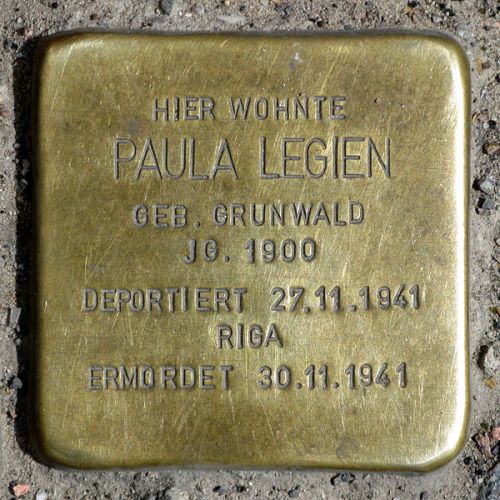 HIER WOHNTE
PAULA LEGIEN
GEB. GRUNWALD
JG. 1900
DEPORTIERT 27.11.1941
RIGA
ERMORDET 30.11.1941